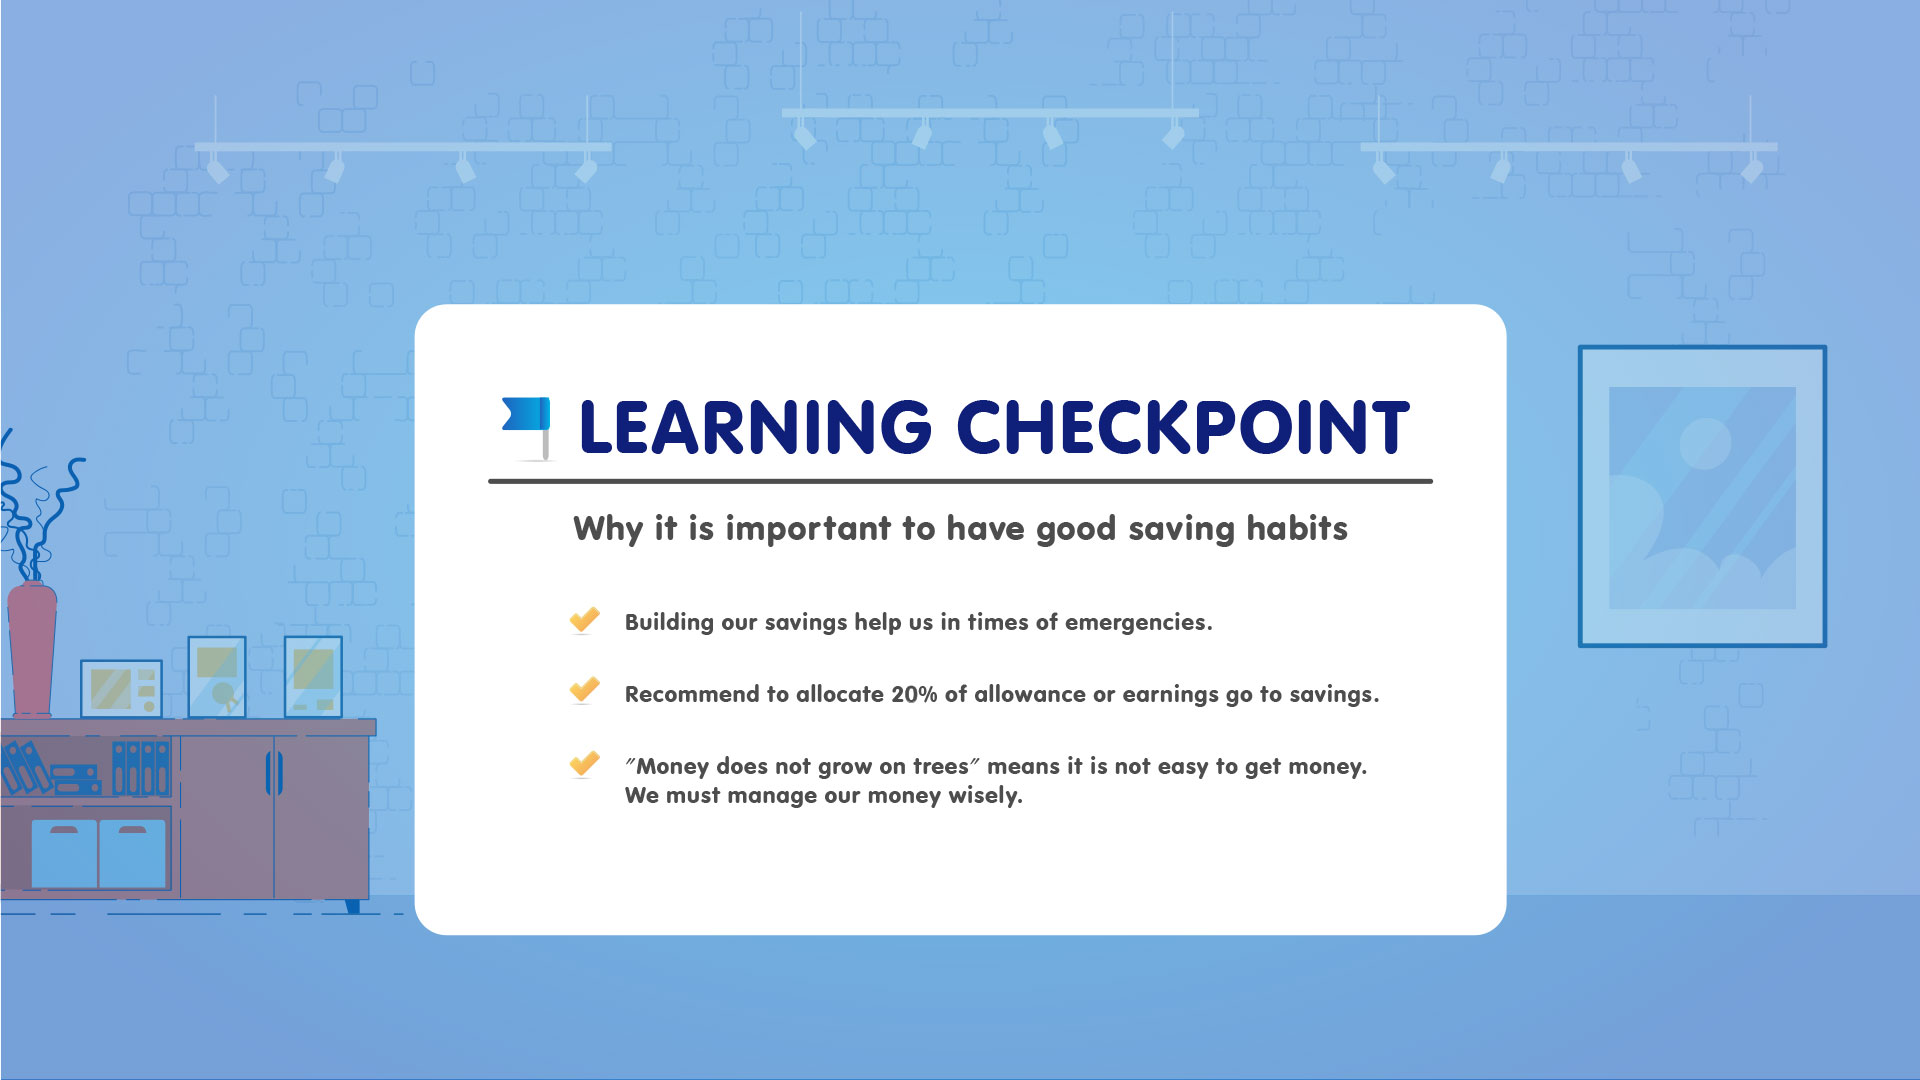 LEARNING CHECKPOINT
Why it is important to have good saving habits
Building our savings help us in times of emergencies.
Recommend to allocate 20% of allowance or earnings go to savings.
"Money does not grow on trees" means it is not easy to get money.
We must manage our money wisely.